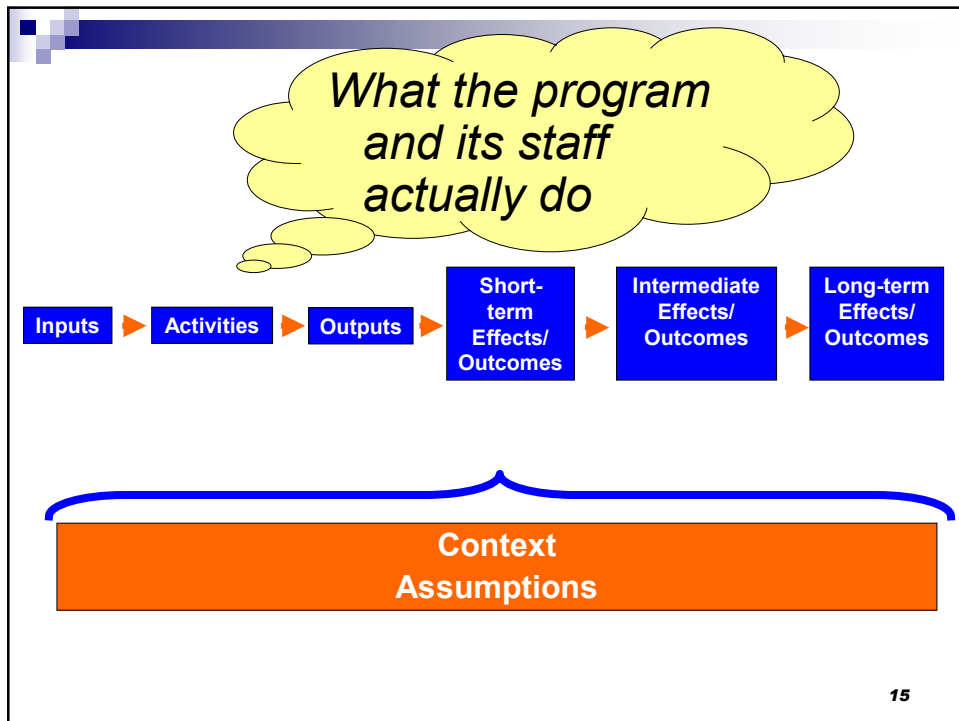 What the program
and its staff
actually do
Inputs
Activities
Outputs
Short-
term
Effects/
Outcomes
Intermediate
Effects/
Outcomes
Long-term
Effects/
Outcomes
Context
Assumptions
15